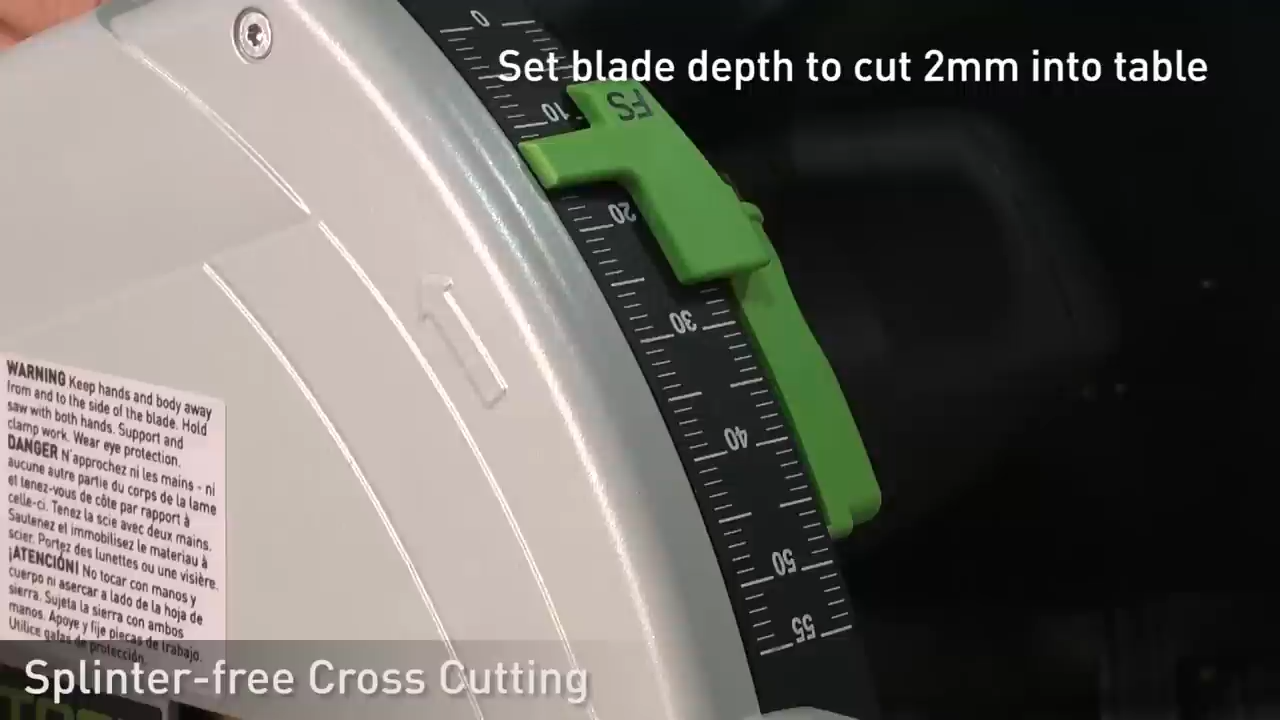 0
Set blade depth to cut 2mm into table
FS
10
20
30
40
50
55
WARNING Keep hands and body away
from and to the side of the blade. Hold
saw with both hands. Support and
clamp work. Wear eye protection.
DANGER N'approchez ni les mains - ni
aucune autre partie du corps de la lame
et tenez-vous de côte par rapport à
celle-ci. Tenez la scie avec deux mains.
Sautenez et immobilisez le materiau à
scier. Portez des lunettes ou une visière.
¡ATENCIÓN! No tocar con manos y
cuerpo ni asercar a lado de la hoja de
sierra. Sujeta la sierra con ambos
manos. Apoye y fije piecas de trabajo.
Utilice gafas de protección.
Splinter-free Cross Cutting